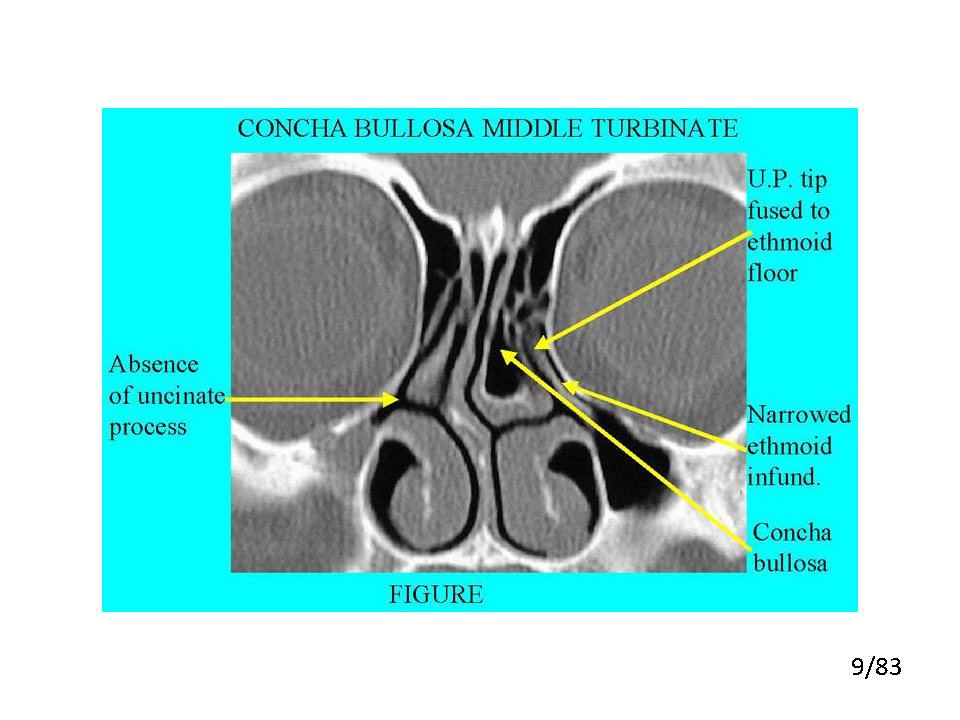 CONCHA BULLOSA MIDDLE TURBINATE
U.P. tip
fused to
ethmoid
floor
Absence
of uncinate
process
Narrowed
ethmoid
infund.
Concha
bullosa
FIGURE
9/83